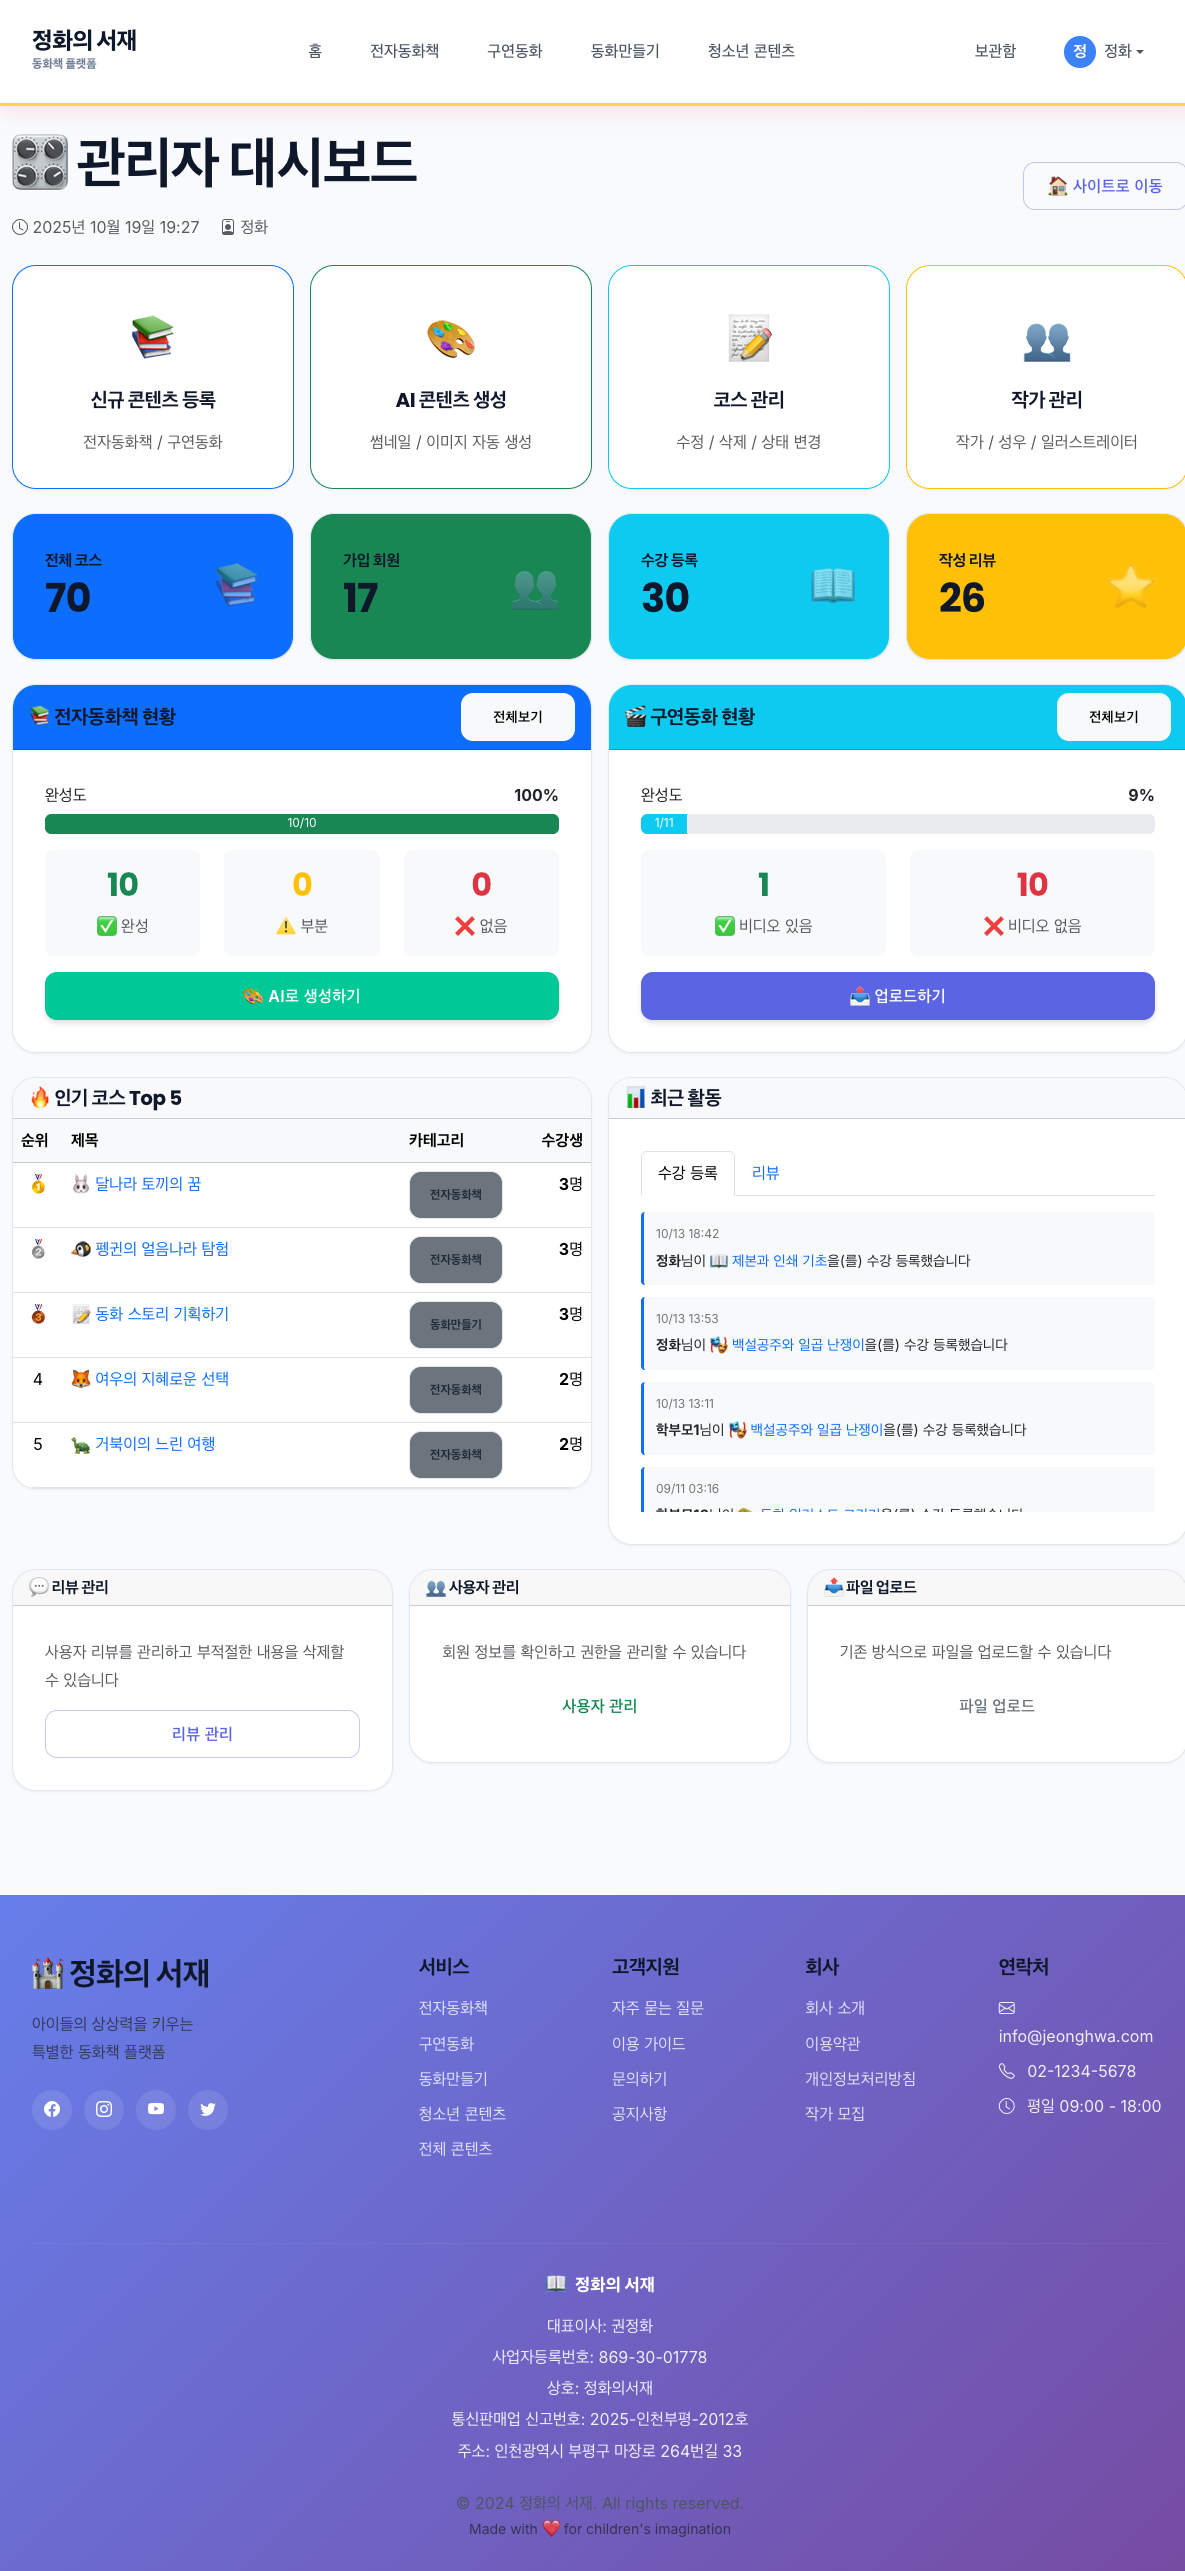 정화의 서재
동화책 플랫폼
홈 전자동화책 구연동화 동화만들기 청소년 콘텐츠 보관함 정 정화
관리자 대시보드
사이트로 이동
2025년 10월 19일 19:27 정화
신규 콘텐츠 등록
전자동화책 / 구연동화
AI 콘텐츠 생성
썸네일 / 이미지 자동 생성
코스 관리
수정 / 삭제 / 상태 변경
작가 관리
작가 / 성우 / 일러스트레이터
전체 코스
70
가입 회원
17
수강 등록
30
작성 리뷰
26
전자동화책 현황 전체보기
완성도 100%
10/10
10
완성
0
부분
0
없음
AI로 생성하기
구연동화 현황 전체보기
완성도 9%
1/11
1
비디오 있음
10
비디오 없음
업로드하기
인기 코스 Top 5
순위 제목 카테고리 수강생
1 달나라 토끼의 꿈 전자동화책 3명
2 펭귄의 얼음나라 탐험 전자동화책 3명
3 동화 스토리 기획하기 동화만들기 3명
4 여우의 지혜로운 선택 전자동화책 2명
5 거북이의 느린 여행 전자동화책 2명
최근 활동
수강 등록 리뷰
10/13 18:42
정화님이 제본과 인쇄 기초을(를) 수강 등록했습니다
10/13 13:53
정화님이 백설공주와 일곱 난쟁이을(를) 수강 등록했습니다
10/13 13:11
학부모1님이 백설공주와 일곱 난쟁이을(를) 수강 등록했습니다
09/11 03:16
리뷰 관리
사용자 리뷰를 관리하고 부적절한 내용을 삭제할
수 있습니다
리뷰 관리
사용자 관리
회원 정보를 확인하고 권한을 관리할 수 있습니다
사용자 관리
파일 업로드
기존 방식으로 파일을 업로드할 수 있습니다
파일 업로드
정화의 서재
아이들의 상상력을 키우는
특별한 동화책 플랫폼
서비스
전자동화책
구연동화
동화만들기
청소년 콘텐츠
전체 콘텐츠
고객지원
자주 묻는 질문
이용 가이드
문의하기
공지사항
회사
회사 소개
이용약관
개인정보처리방침
작가 모집
연락처
info@jeonghwa.com
02-1234-5678
평일 09:00 - 18:00
정화의 서재
대표이사: 권정화
사업자등록번호: 869-30-01778
상호: 정화의서재
통신판매업 신고번호: 2025-인천부평-2012호
주소: 인천광역시 부평구 마장로 264번길 33
© 2024 정화의 서재. All rights reserved.
Made with ❤️ for children's imagination